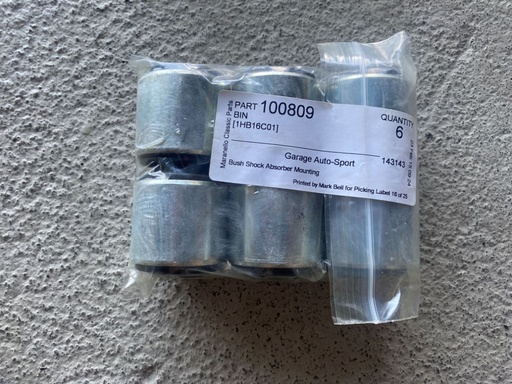 Maranello Classic Parts
PART 100809
BIN
[1HB16C01]
QUANTITY
6
Garage Auto-Sport
143143
Bush Shock Absorber Mounting
Printed by Mark Bell for Picking Label 16 of 25